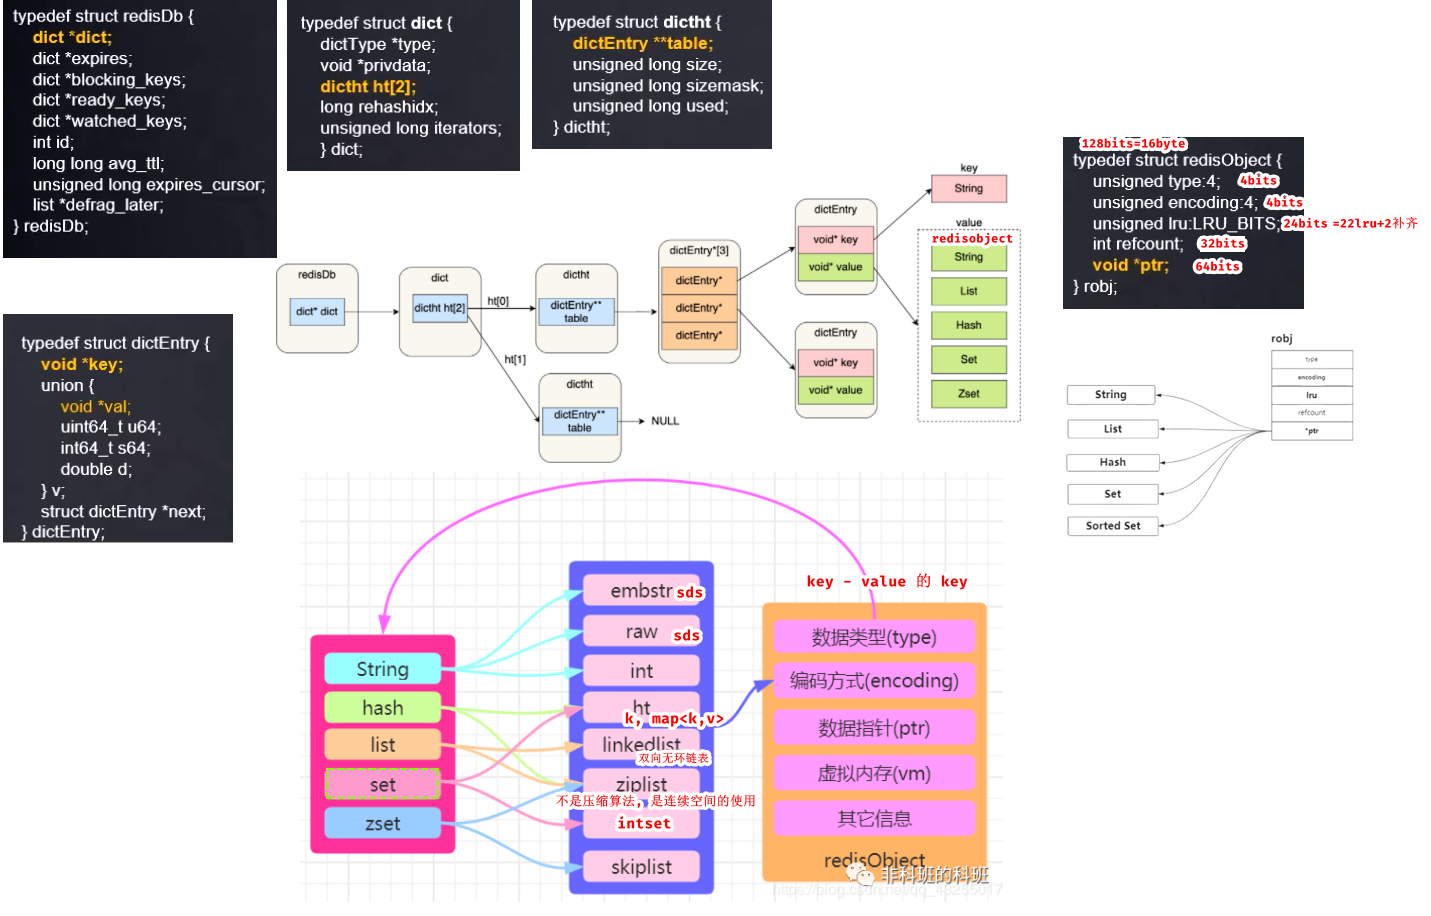 typedef struct redisDb {
dict *dict;
dict *expires;
dict *blocking_keys;
dict *ready_keys;
dict *watched_keys;
int id;
long long avg_ttl;
unsigned long expires_cursor;
list *defrag_later;
} redisDb;
typedef struct dict {
dictType *type;
void *privdata;
dictht ht[2];
long rehashidx;
unsigned long iterators;
} dict;
typedef struct dictht {
dictEntry **table;
unsigned long size;
unsigned long sizemask;
unsigned long used;
} dictht;
128bits=16byte
typedef struct redisObject {
unsigned type:4; 4bits
unsigned encoding:4; 4bits
unsigned lru:LRU_BITS; 24bits =22lru+2补齐
int refcount; 32bits
void *ptr; 64bits
} robj;
typedef struct dictEntry {
void *key;
union {
void *val;
uint64_t u64;
int64_t s64;
double d;
} v;
struct dictEntry *next;
} dictEntry;
redisDb
dict* dict
dict
dictht ht[2]
ht[0]
ht[1]
dictht
dictEntry**
table
dictht
dictEntry**
table
NULL
dictEntry*[3]
dictEntry*
dictEntry*
dictEntry*
dictEntry
void* key
void* value
dictEntry
void* key
void* value
key
String
value
redisobject
String
List
Hash
Set
Zset
robj
type
encoding
lru
refcount
*ptr
String
List
Hash
Set
Sorted Set
String
hash
list
set
zset
embstr sds
raw sds
int
ht
k, map<k,v>
linkedlist
双向无环链表
ziplist
不是压缩算法, 是连续空间的使用
intset
skiplist
key - value 的 key
数据类型(type)
编码方式(encoding)
数据指针(ptr)
虚拟内存(vm)
其它信息
redisObject
非科班的科班